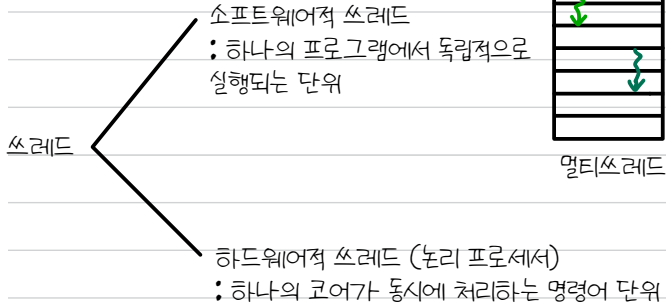 소프트웨어적 쓰레드
: 하나의 프로그램에서 독립적으로
실행되는 단위
쓰레드
멀티쓰레드
하드웨어적 쓰레드 (논리 프로세서)
: 하나의 코어가 동시에 처리하는 명령어 단위